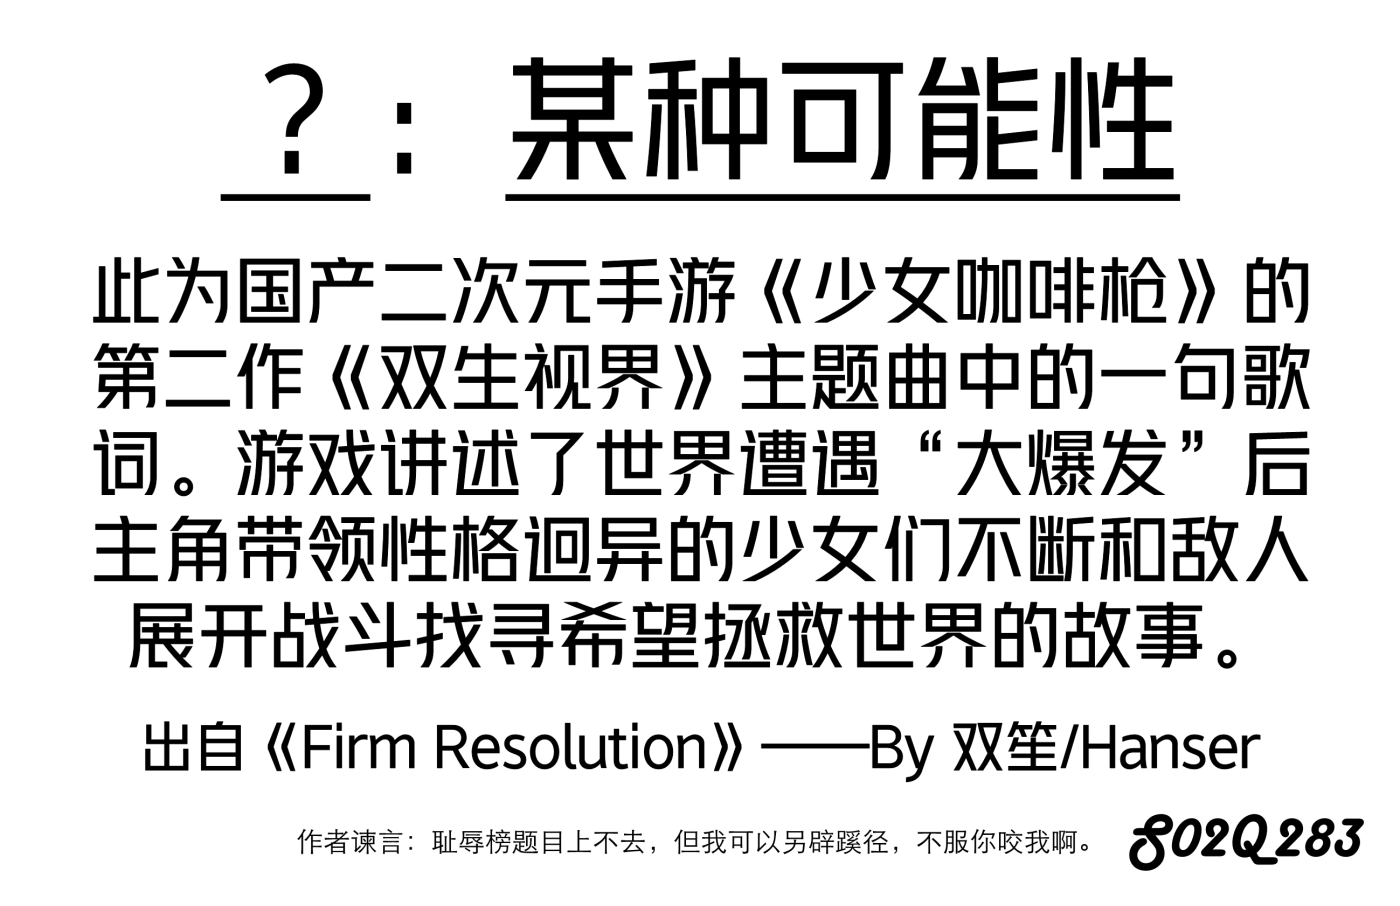 ？：某种可能性
此为国产二次元手游《少女咖啡枪》的
第二作《双生视界》主题曲中的一句歌
词。游戏讲述了世界遭遇“大爆发”后
主角带领性格迥异的少女们不断和敌人
展开战斗找寻希望拯救世界的故事。
出自《Firm Resolution》——By 双笙/Hanser
作者谏言：耻辱榜题目上不去，但我可以另辟蹊径，不服你咬我啊。
S02Q283